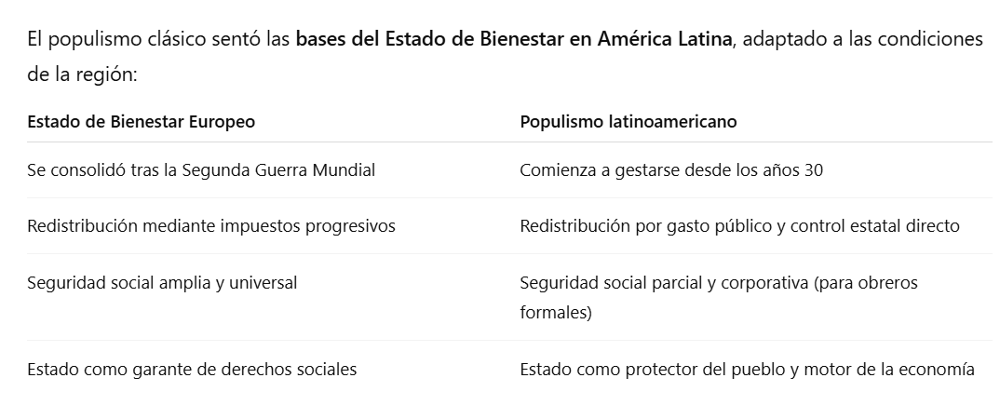 El populismo clásico sentó las bases del Estado de Bienestar en América Latina, adaptado a las condiciones
de la región:
Estado de Bienestar Europeo Populismo latinoamericano
Se consolidó tras la Segunda Guerra Mundial Comienza a gestarse desde los años 30
Redistribución mediante impuestos progresivos Redistribución por gasto público y control estatal directo
Seguridad social amplia y universal Seguridad social parcial y corporativa (para obreros
formales)
Estado como garante de derechos sociales Estado como protector del pueblo y motor de la economía